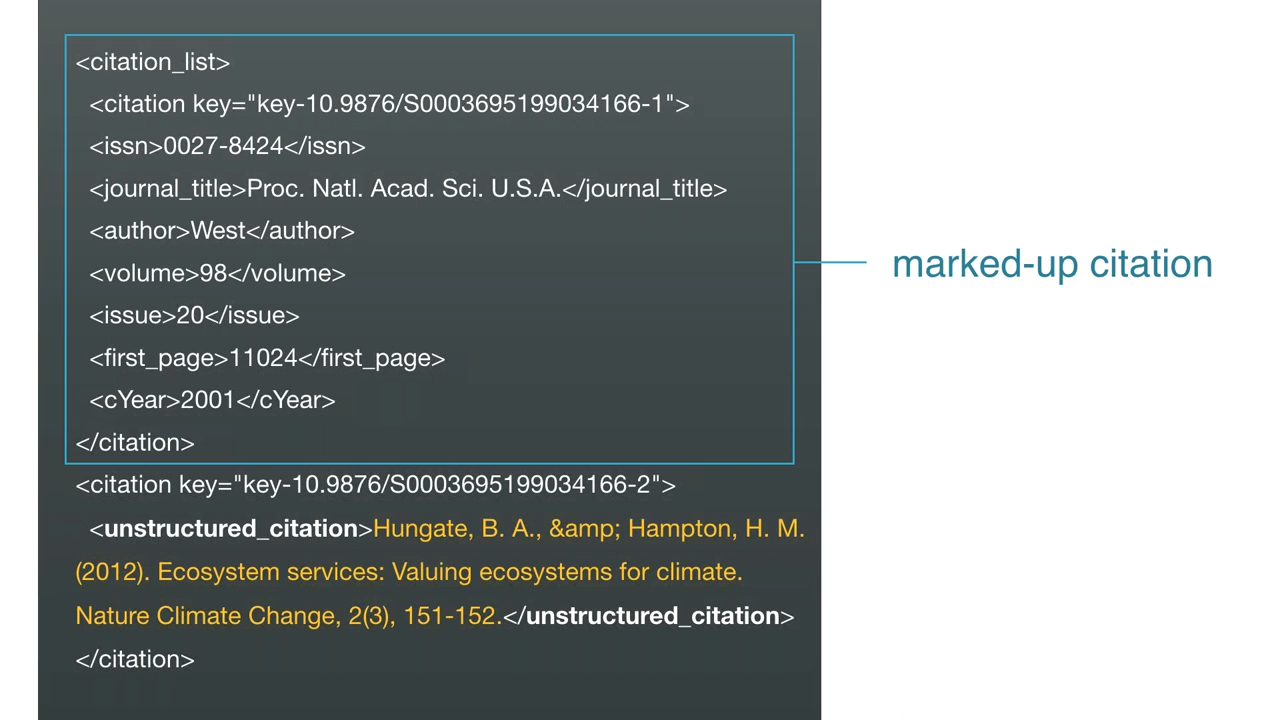 <citation_list>
<citation key="key-10.9876/S0003695199034166-1">
<issn>0027-8424</issn>
<journal_title>Proc. Natl. Acad. Sci. U.S.A.</journal_title>
<author>West</author>
<volume>98</volume>
<issue>20</issue>
<first_page>11024</first_page>
<cYear>2001</cYear>
</citation>
marked-up citation
<citation key="key-10.9876/S0003695199034166-2">
<unstructured_citation>Hungate, B. A., &amp; Hampton, H. M.
(2012). Ecosystem services: Valuing ecosystems for climate.
Nature Climate Change, 2(3), 151-152.</unstructured_citation>
</citation>